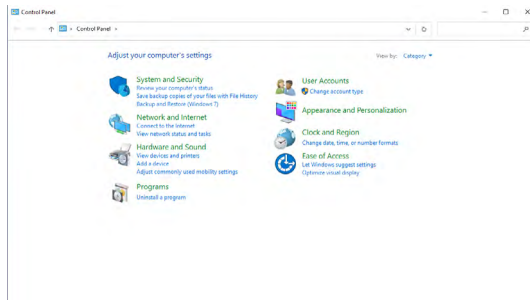 Control Panel
Control Panel
Adjust your computer's settings
View by: Category
System and Security
Review your computer's status
Save backup copies of your files with File History
Backup and Restore (Windows 7)
Network and Internet
Connect to the Internet
View network status and tasks
Hardware and Sound
View devices and printers
Add a device
Adjust commonly used mobility settings
Programs
Uninstall a program
User Accounts
Change account type
Appearance and Personalization
Clock and Region
Change date, time, or number formats
Ease of Access
Let Windows suggest settings
Optimize visual display